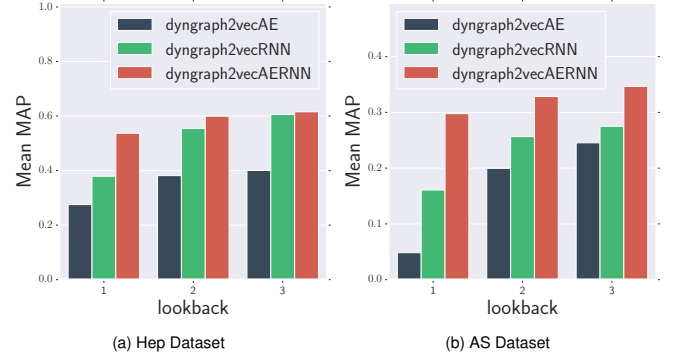 1.0
0.8
0.6
0.4
0.2
0.0
Mean MAP
dyngraph2vecAE
dyngraph2vecRNN
dyngraph2vecAERNN
1 2 3
lookback
(a) Hep Dataset
0.4
0.3
0.2
0.1
0.0
Mean MAP
dyngraph2vecAE
dyngraph2vecRNN
dyngraph2vecAERNN
1 2 3
lookback
(b) AS Dataset